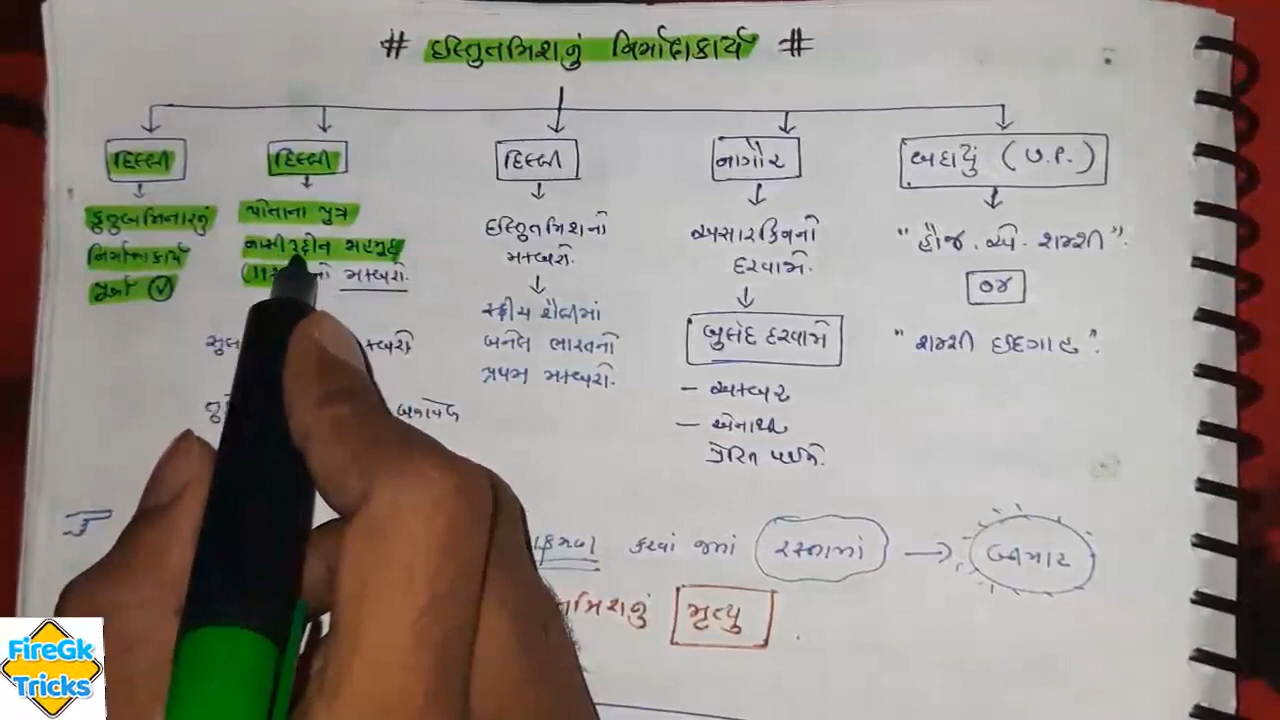 # ઇલ્તુતમિશનું નિર્માણકાર્ય #
દિલ્લી
કુતુબમિનારનું
નિર્માણકાર્ય
પૂર્ણ
દિલ્લી
પોતાના પુત્ર
નાસીરુદ્દીન મહમૂદ
નો મકબરો.
દિલ્લી
ઇલ્તુતમિશનો
મકબરો.
સ્કીચ શૈલીમાં
બનેલ ભારતનો
પ્રથમ મકબરો.
નાગૌર
અતારકિનનો
દરવાજો.
બુલંદ દરવાજો
– અકબર
– એનાથી
પ્રેરિત થઈને.
બદાયું (U.P.)
"હૌજ-એ-શમ્શી".
OR
"શમ્શી ઇદગાહ".
કરવાં જતાં રસ્તામાં → બીમાર
મૃત્યુ
FireGk
Tricks